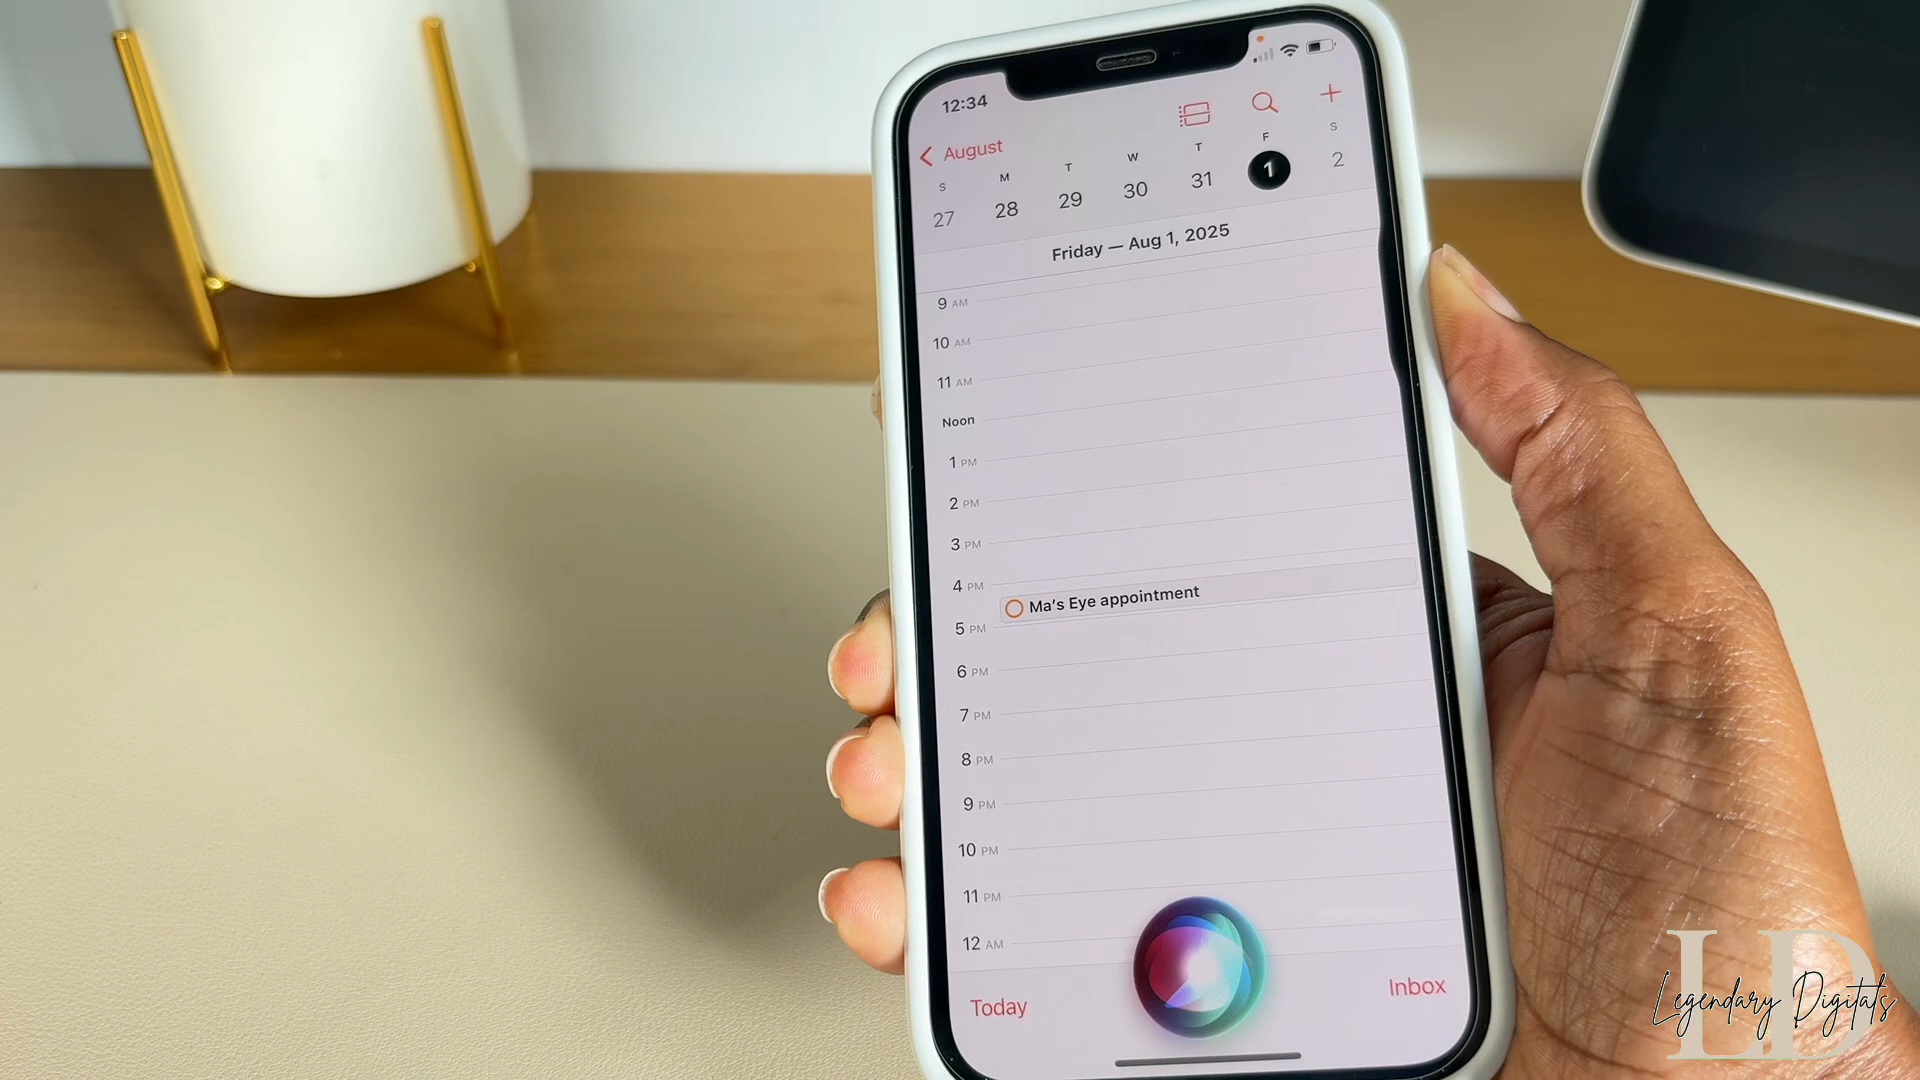 12:34
August
S M T W T F S
27 28 29 30 31 1 2
Friday — Aug 1, 2025
9 AM
10 AM
11 AM
Noon
1 PM
2 PM
3 PM
4 PM
Ma's Eye appointment
5 PM
6 PM
7 PM
8 PM
9 PM
10 PM
11 PM
12 AM
Today
Inbox
LD
Legendary Digitals